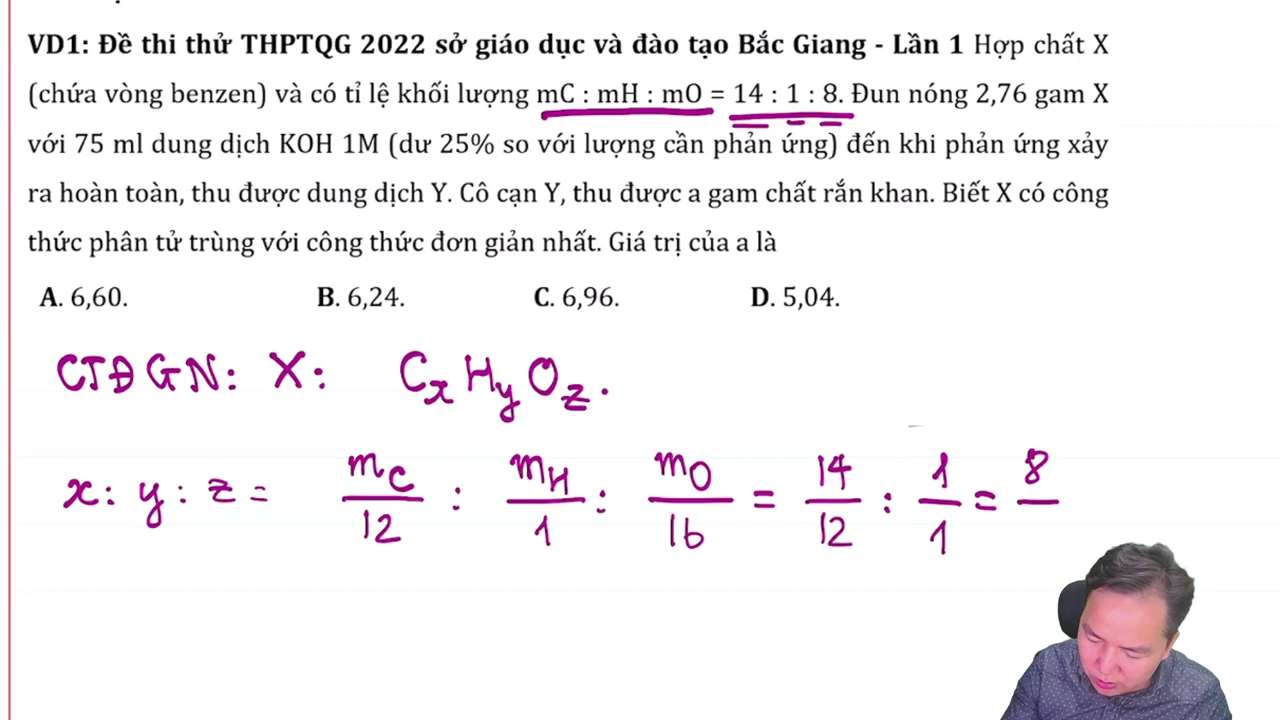 VD1: Đề thi thử THPTQG 2022 sở giáo dục và đào tạo Bắc Giang - Lần 1 Hợp chất X
(chứa vòng benzen) và có tỉ lệ khối lượng mC : mH : mO = 14 : 1 : 8. Đun nóng 2,76 gam X
với 75 ml dung dịch KOH 1M (dư 25% so với lượng cần phản ứng) đến khi phản ứng xảy
ra hoàn toàn, thu được dung dịch Y. Cô cạn Y, thu được a gam chất rắn khan. Biết X có công
thức phân tử trùng với công thức đơn giản nhất. Giá trị của a là
A. 6,60. B. 6,24. C. 6,96. D. 5,04.
CTĐGN: X: CxHyOz.
x : y : z = mC/12 : mH/1 : mO/16 = 14/12 : 1/1 = 8/